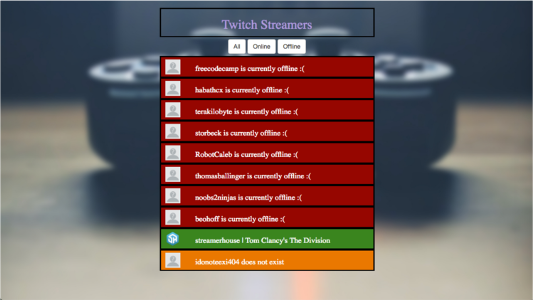 Twitch Streamers
All Online Offline
freecodecamp is currently offline :(
habathcx is currently offline :(
terakilobyte is currently offline :(
storbeck is currently offline :(
RobotCaleb is currently offline :(
thomasballinger is currently offline :(
noobs2ninjas is currently offline :(
beohoff is currently offline :(
streamerhouse | Tom Clancy's The Division
idonotexxi404 does not exist